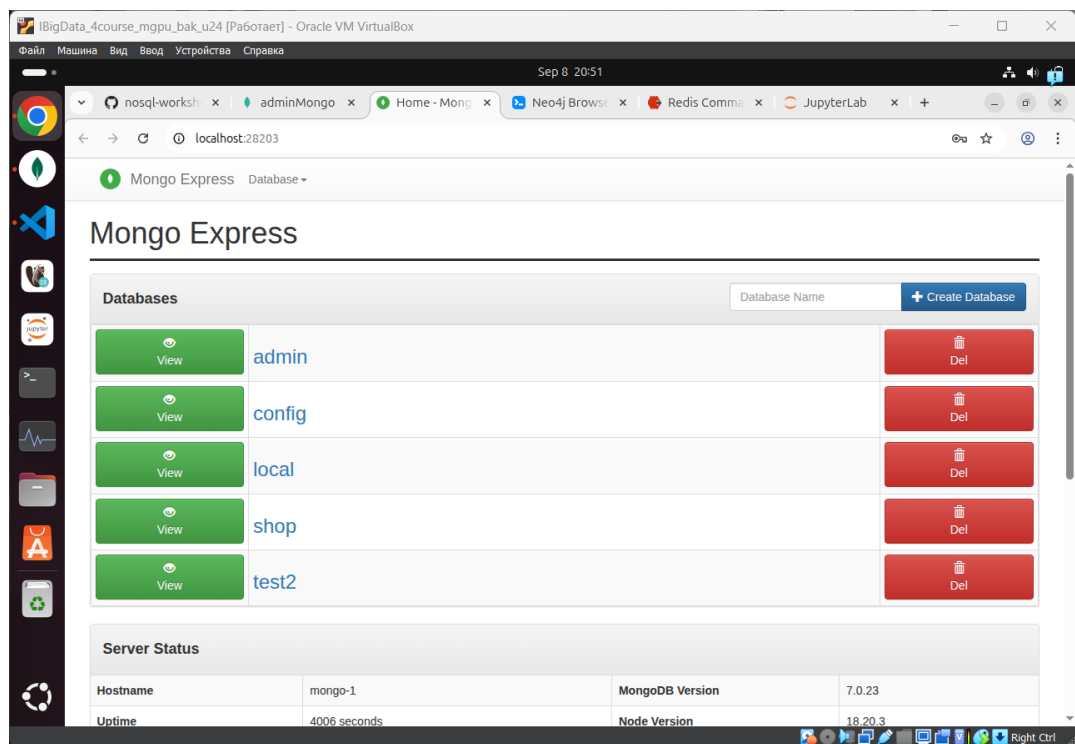 IBigData_4course_mgpu_bak_u24 [Работает] - Oracle VM VirtualBox
Файл Машина Вид Ввод Устройства Справка
Sep 8 20:51
nosql-worksh
adminMongo
Home - Mong
Neo4j Browse
Redis Comma
JupyterLab
localhost:28203
Mongo Express Database
Mongo Express
Databases
Database Name
Create Database
View
admin
Del
View
config
Del
View
local
Del
View
shop
Del
View
test2
Del
Server Status
Hostname mongo-1 MongoDB Version 7.0.23
Uptime 4006 seconds Node Version 18.20.3
Right Ctrl